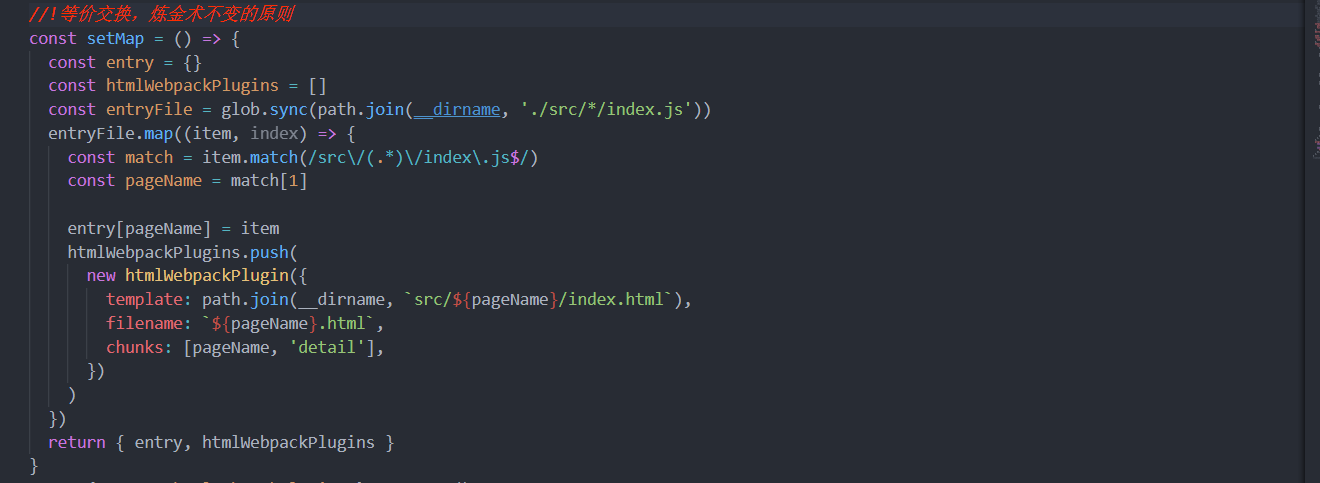 //!等价交换，炼金术不变的原则
const setMap = () => {
  const entry = {}
  const htmlWebpackPlugins = []
  const entryFile = glob.sync(path.join(__dirname, './src/*/index.js'))
  entryFile.map((item, index) => {
    const match = item.match(/src\/(.*)\/index\.js$/)
    const pageName = match[1]

    entry[pageName] = item
    htmlWebpackPlugins.push(
      new htmlWebpackPlugin({
        template: path.join(__dirname, `src/${pageName}/index.html`),
        filename: `${pageName}.html`,
        chunks: [pageName, 'detail'],
      })
    )
  })
  return { entry, htmlWebpackPlugins }
}